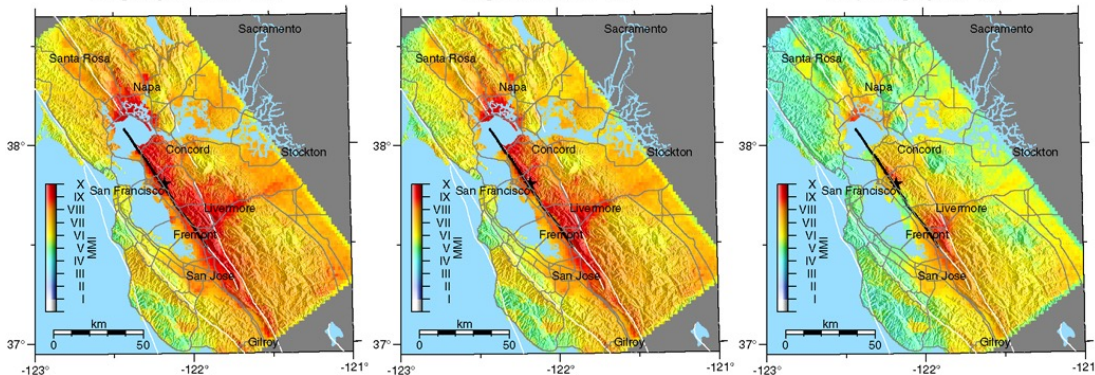 Sacramento
Santa Rosa
Napa
38°
Concord
Stockton
San Francisco
X
IX
VIII
VII
VI
V
IV
III
II
I
MMI
Livermore
Fremont
San Jose
km
0 50
Gilroy
37°
-123° -122° -121°
Sacramento
Santa Rosa
Napa
38°
Concord
Stockton
San Francisco
X
IX
VIII
VII
VI
V
IV
III
II
I
MMI
Livermore
Fremont
San Jose
km
0 50
Gilroy
37°
-123° -122° -121°
Sacramento
Santa Rosa
Napa
38°
Concord
Stockton
San Francisco
X
IX
VIII
VII
VI
V
IV
III
II
I
MMI
Livermore
Fremont
San Jose
km
0 50
Gilroy
37°
-123° -122° -121°